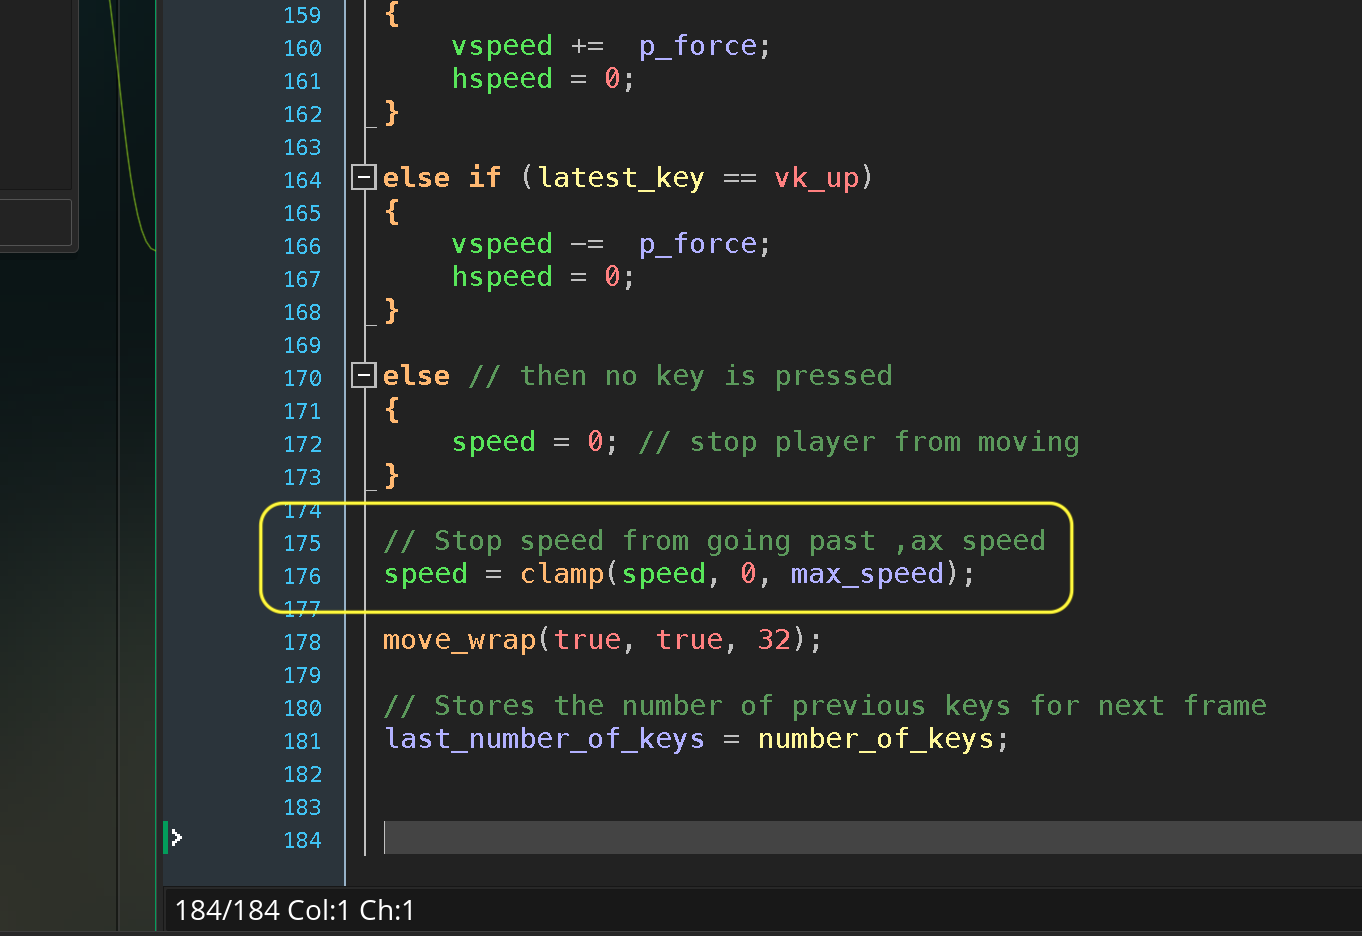 159 {
160 vspeed += p_force;
161 hspeed = 0;
162 }
163
164 else if (latest_key == vk_up)
165 {
166 vspeed -= p_force;
167 hspeed = 0;
168 }
169
170 else // then no key is pressed
171 {
172 speed = 0; // stop player from moving
173 }
174
175 // Stop speed from going past ,ax speed
176 speed = clamp(speed, 0, max_speed);
177
178 move_wrap(true, true, 32);
179
180 // Stores the number of previous keys for next frame
181 last_number_of_keys = number_of_keys;
182
183
184
184/184 Col:1 Ch:1